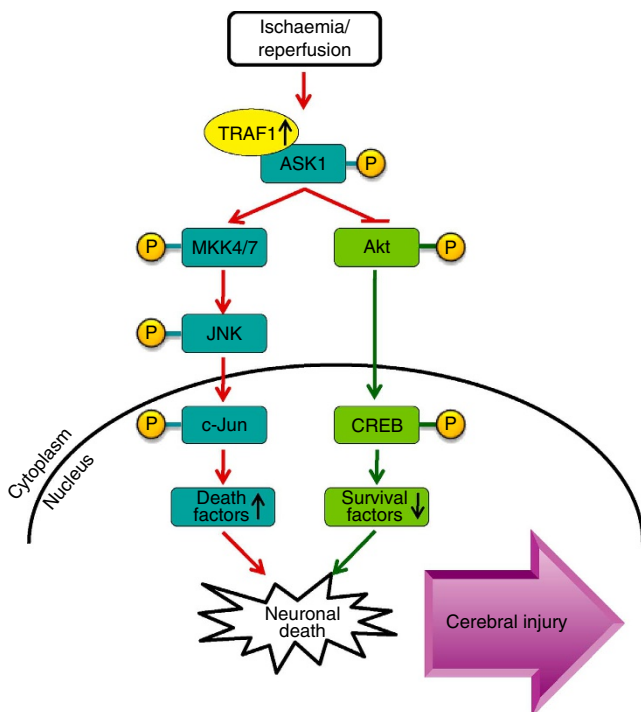 Ischaemia/
reperfusion
TRAF1
ASK1
P
P
MKK4/7
Akt
P
P
JNK
P
c-Jun
CREB
P
Cytoplasm
Nucleus
Death
factors
Survival
factors
Neuronal
death
Cerebral injury